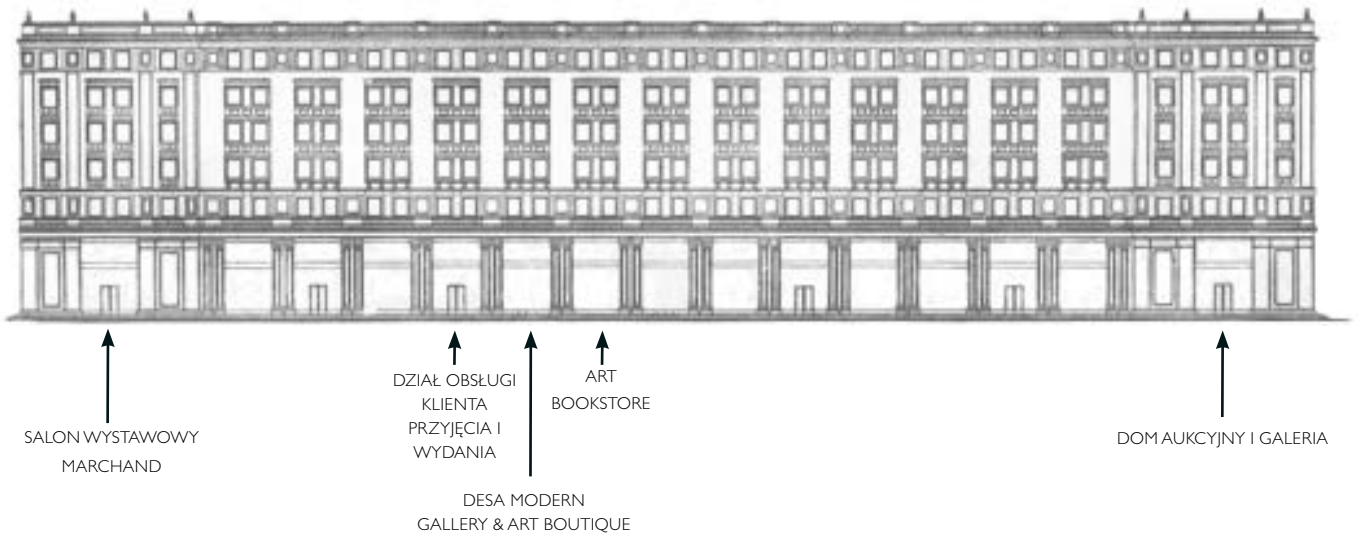 SALON WYSTAWOWY
MARCHAND
DZIAŁ OBSŁUGI
KLIENTA
PRZYJĘCIA I
WYDANIA
DESA MODERN
GALLERY & ART BOUTIQUE
ART
BOOKSTORE
DOM AUKCYJNY I GALERIA